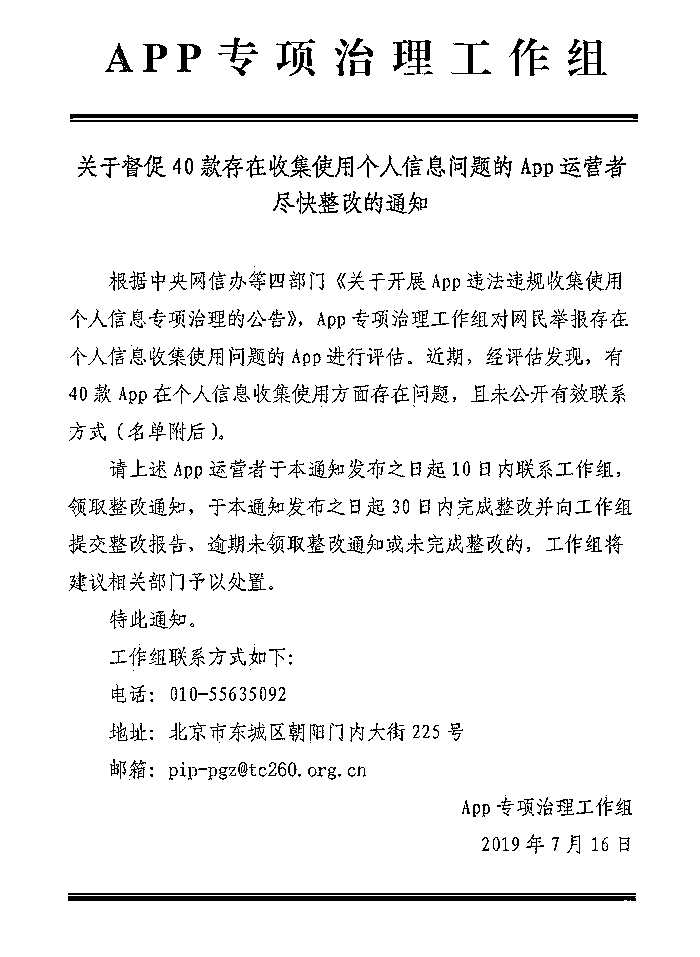 APP专项治理工作组
关于督促40款存在收集使用个人信息问题的App运营者
尽快整改的通知
根据中央网信办等四部门《关于开展App违法违规收集使用
个人信息专项治理的公告》，App专项治理工作组对网民举报存在
个人信息收集使用问题的App进行评估。近期，经评估发现，有
40款App在个人信息收集使用方面存在问题，且未公开有效联系
方式（名单附后）。
请上述App运营者于本通知发布之日起10日内联系工作组，
领取整改通知，于本通知发布之日起30日内完成整改并向工作组
提交整改报告，逾期未领取整改通知或未完成整改的，工作组将
建议相关部门予以处置。
特此通知。
工作组联系方式如下：
电话：010-55635092
地址：北京市东城区朝阳门内大街225号
邮箱：pip-pgz@tc260.org.cn
App专项治理工作组
2019年7月16日